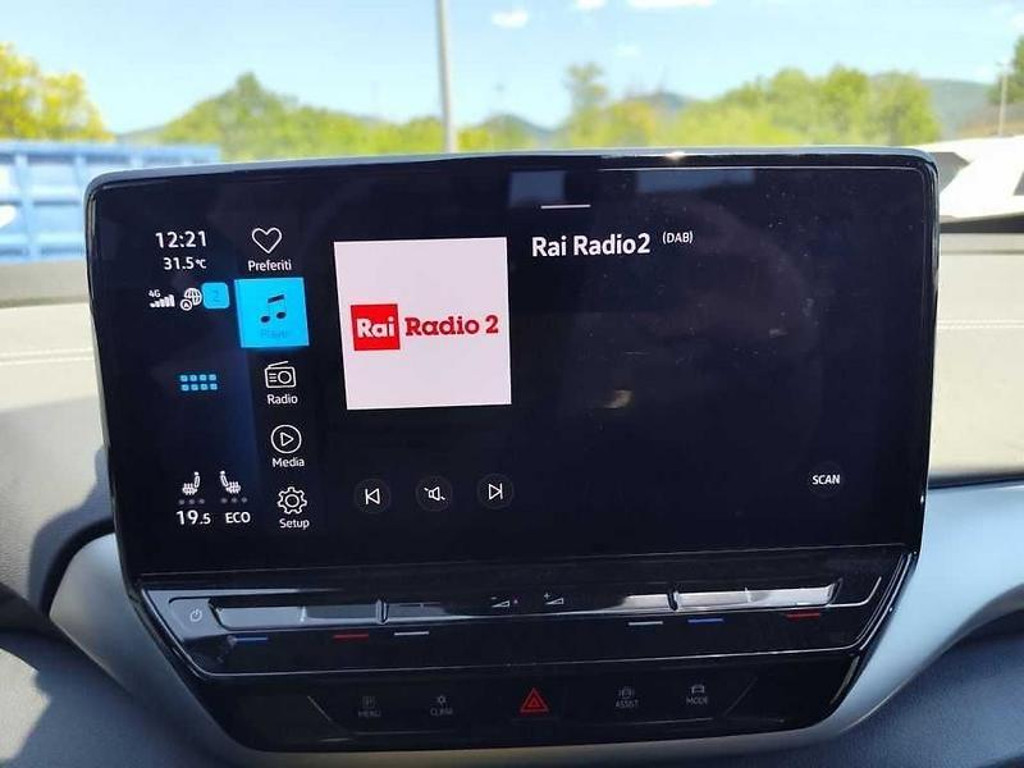 12:21
31.5°C
4G
2
Preferiti
Player
Radio
Media
Setup
19.5 ECO
Rai Radio 2
Rai Radio2 (DAB)
SCAN
MENU
CLIMA
ASSIST
MODE